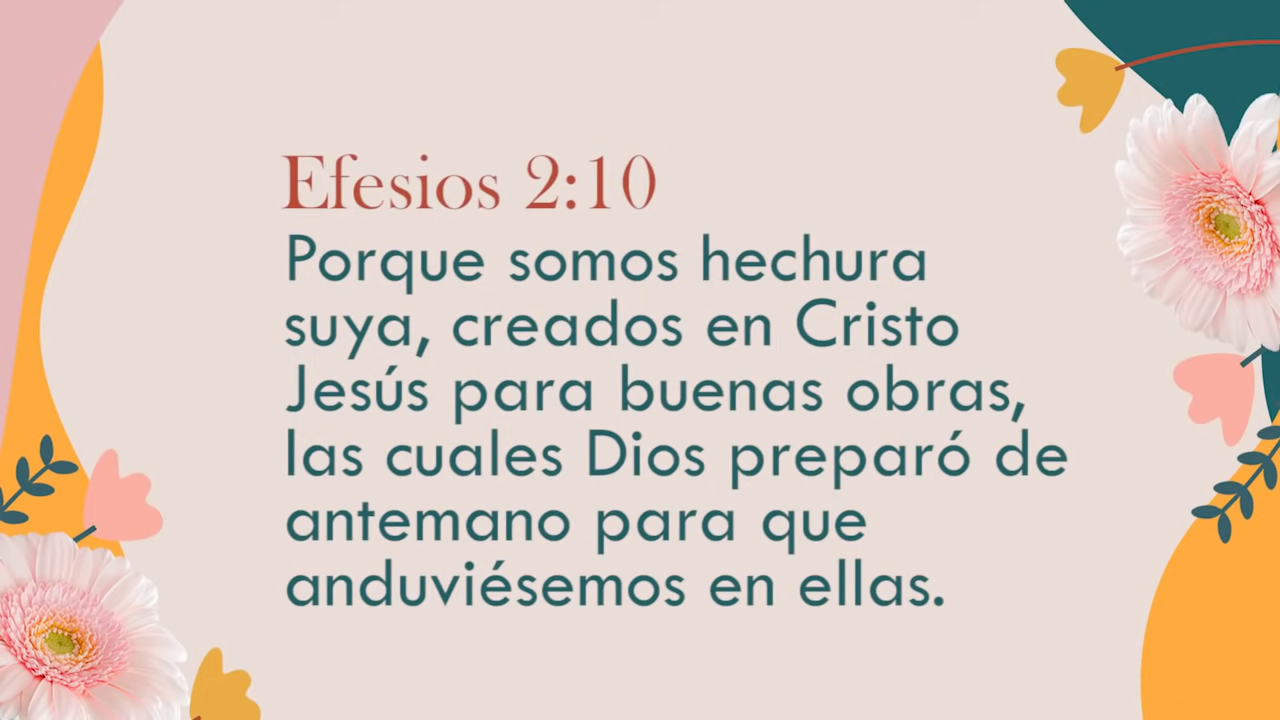 Efesios 2:10
Porque somos hechura
suya, creados en Cristo
Jesús para buenas obras,
las cuales Dios preparó de
antemano para que
anduviésemos en ellas.